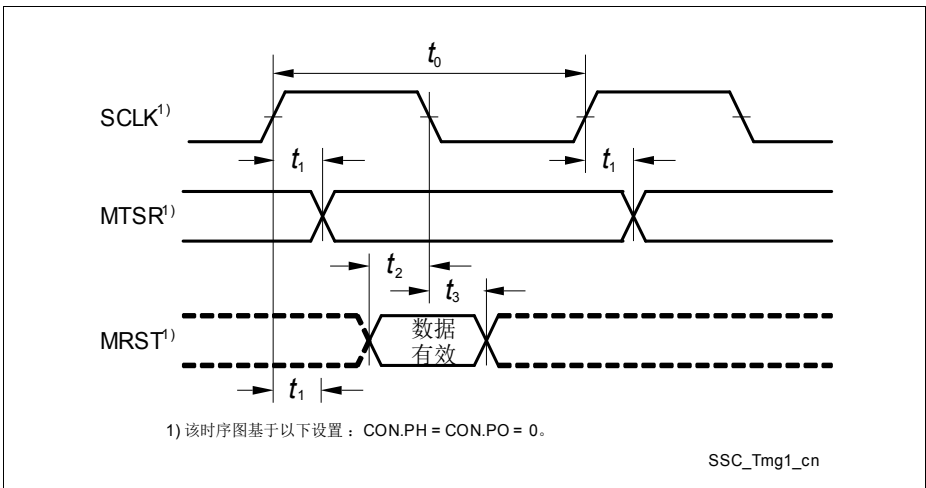 t0
SCLK1)
t1 t1
MTSR1)
t2
t3
MRST1)
数据
有效
t1
1) 该时序图基于以下设置： CON.PH = CON.PO = 0。
SSC_Tmg1_cn